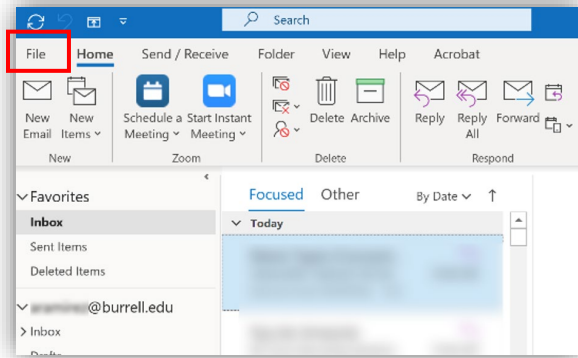 Search
File Home Send / Receive Folder View Help Acrobat
New Email
New Items
Schedule a Meeting
Start Instant Meeting
Delete Archive
Reply
Reply All
Forward
New Zoom Delete Respond
Favorites
Focused Other By Date
Inbox
Today
Sent Items
Deleted Items
@burrell.edu
Inbox
Drafts